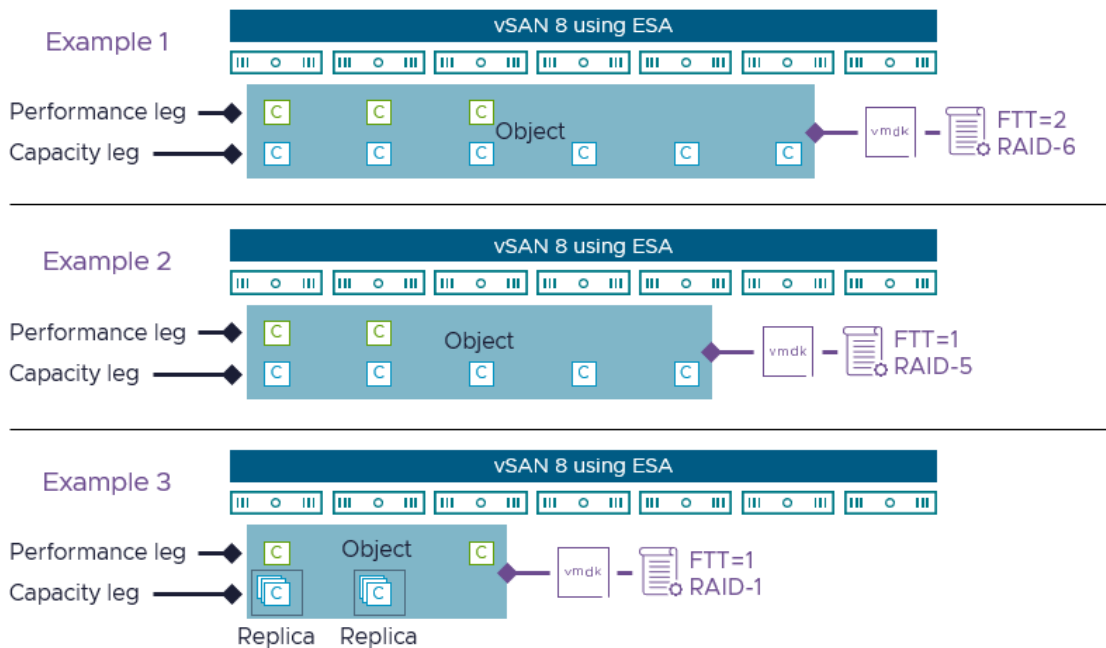 vSAN 8 using ESA
Example 1
Performance leg
C C C
Object
Capacity leg
C C C C C C
vmdk
FTT=2
RAID-6
vSAN 8 using ESA
Example 2
Performance leg
C C
Object
Capacity leg
C C C C C
vmdk
FTT=1
RAID-5
vSAN 8 using ESA
Example 3
Performance leg
C Object C
Capacity leg
C C
vmdk
FTT=1
RAID-1
Replica Replica